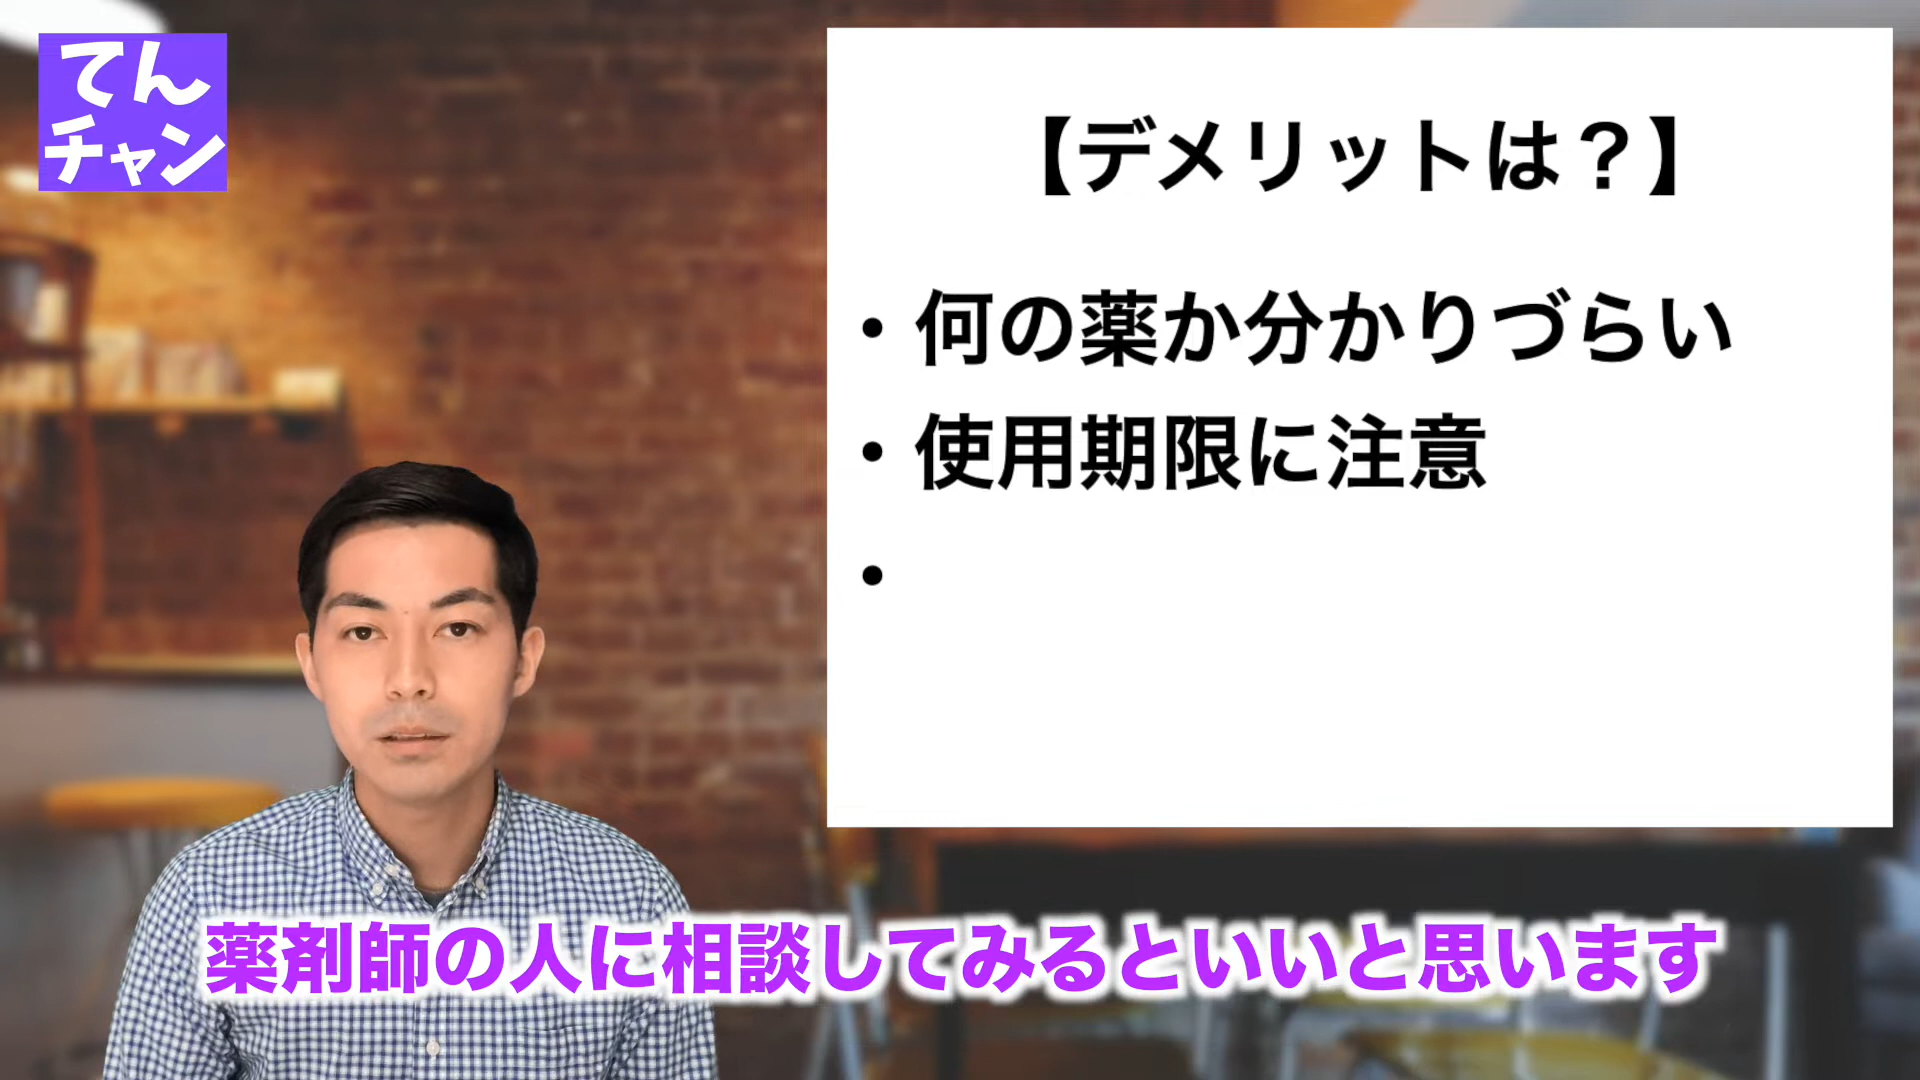 てん
チャン
【デメリットは？】
・何の薬か分かりづらい
・使用期限に注意
・
薬剤師の人に相談してみるといいと思います